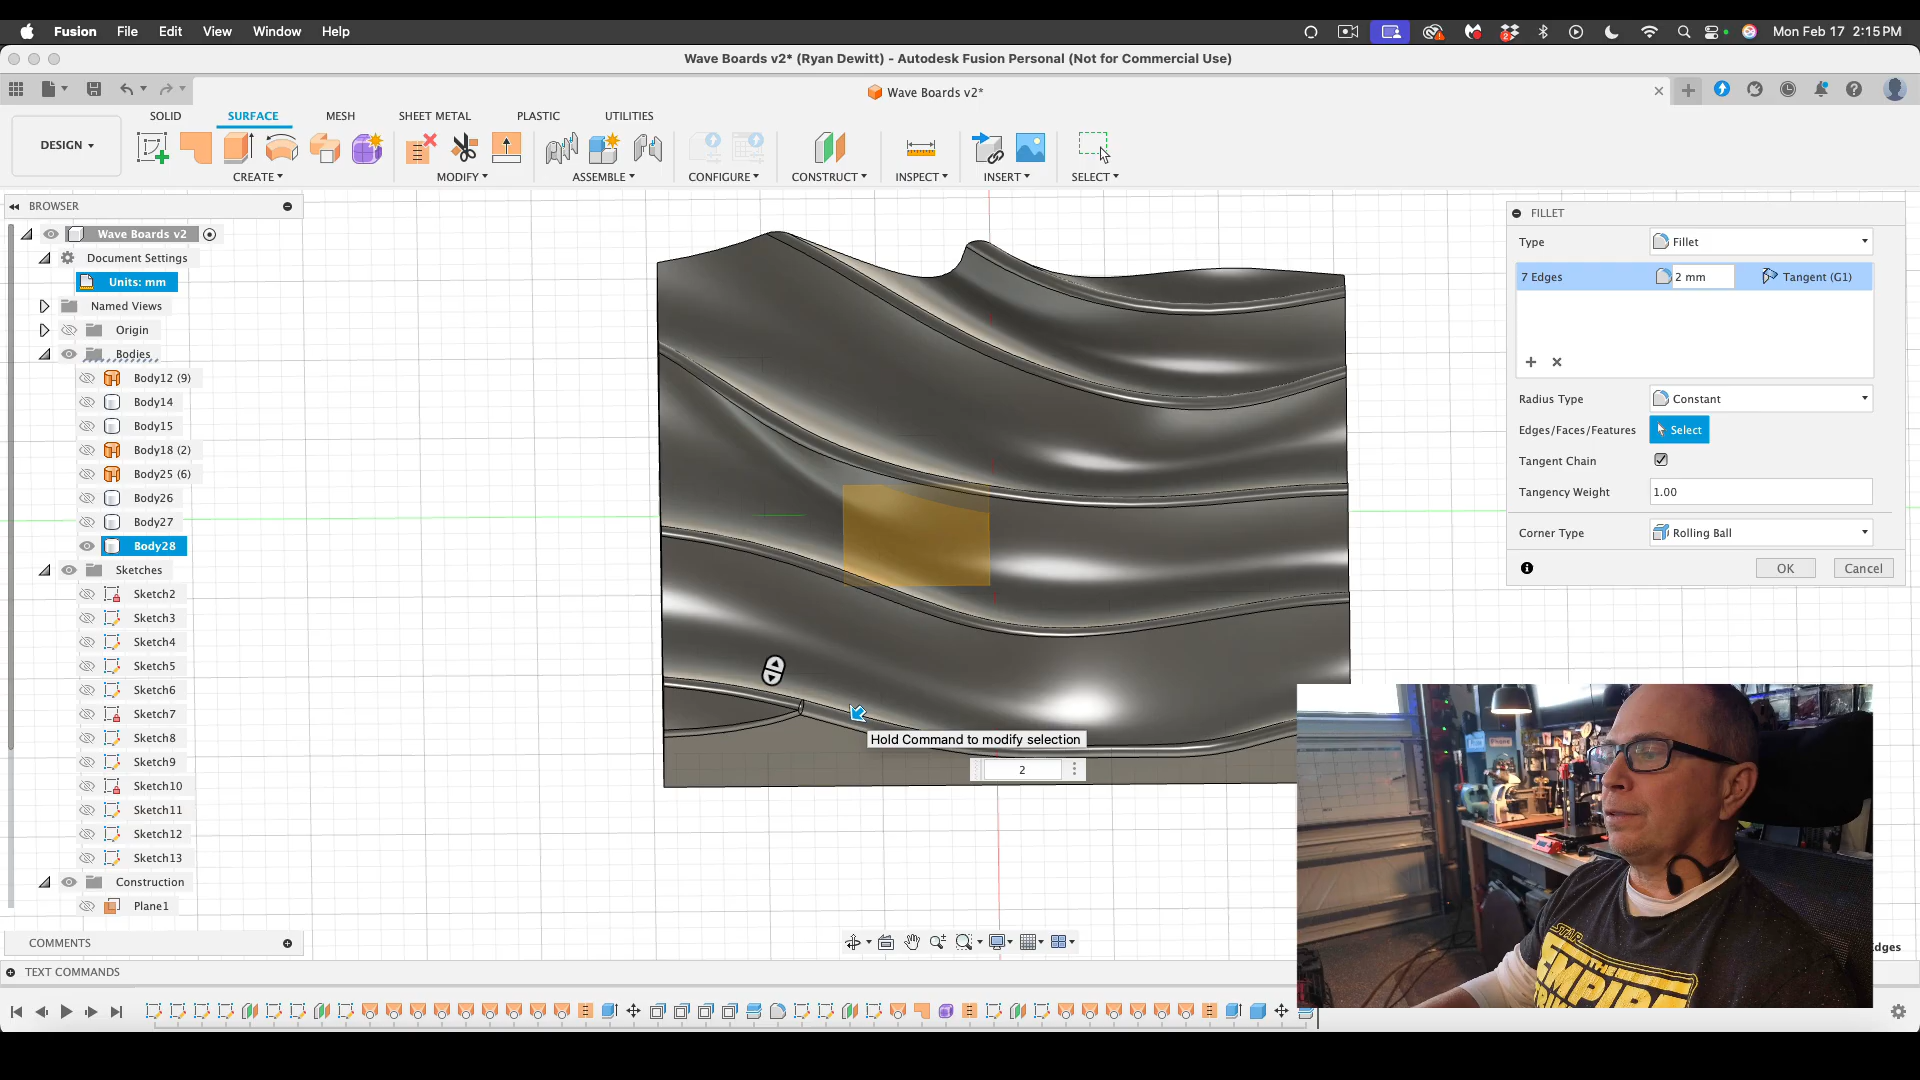 Fusion File Edit View Window Help
2
Mon Feb 17 2:15 PM
Wave Boards v2* (Ryan Dewitt) - Autodesk Fusion Personal (Not for Commercial Use)
Wave Boards v2*
SOLID SURFACE MESH SHEET METAL PLASTIC UTILITIES
DESIGN
CREATE MODIFY ASSEMBLE CONFIGURE CONSTRUCT INSPECT INSERT SELECT
BROWSER
Wave Boards v2
Document Settings
Units: mm
Named Views
Origin
Bodies
Body12 (9)
Body14
Body15
Body18 (2)
Body25 (6)
Body26
Body27
Body28
Sketches
Sketch2
Sketch3
Sketch4
Sketch5
Sketch6
Sketch7
Sketch8
Sketch9
Sketch10
Sketch11
Sketch12
Sketch13
Construction
Plane1
COMMENTS
TEXT COMMANDS
FILLET
Type Fillet
7 Edges 2 mm Tangent (G1)
Radius Type Constant
Edges/Faces/Features Select
Tangent Chain
Tangency Weight 1.00
Corner Type Rolling Ball
OK Cancel
Hold Command to modify selection
2
Edges
STAR
THE
EMPIRE